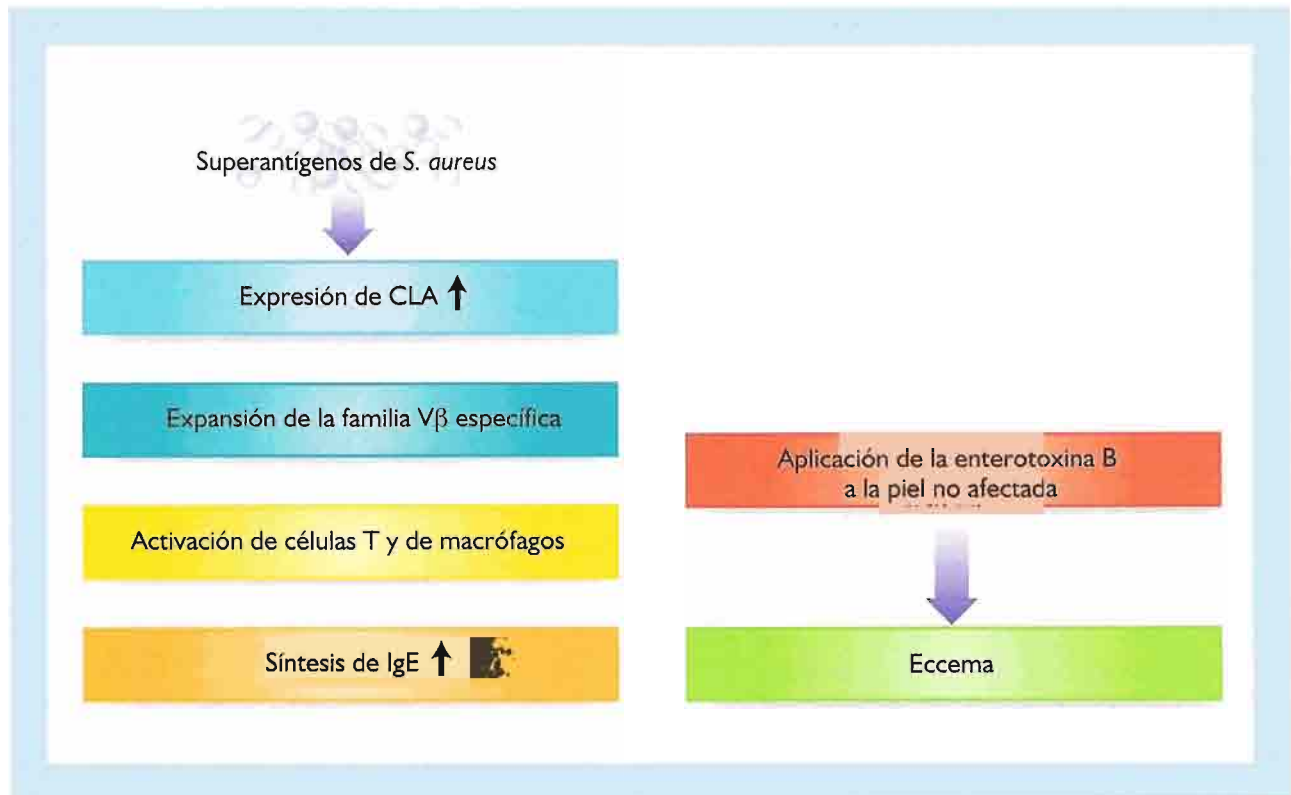 Superantígenos de S. aureus
Expresión de CLA ↑
Expansión de la familia Vβ específica
Activación de células T y de macrófagos
Síntesis de IgE ↑
Aplicación de la enterotoxina B
a la piel no afectada
Eccema